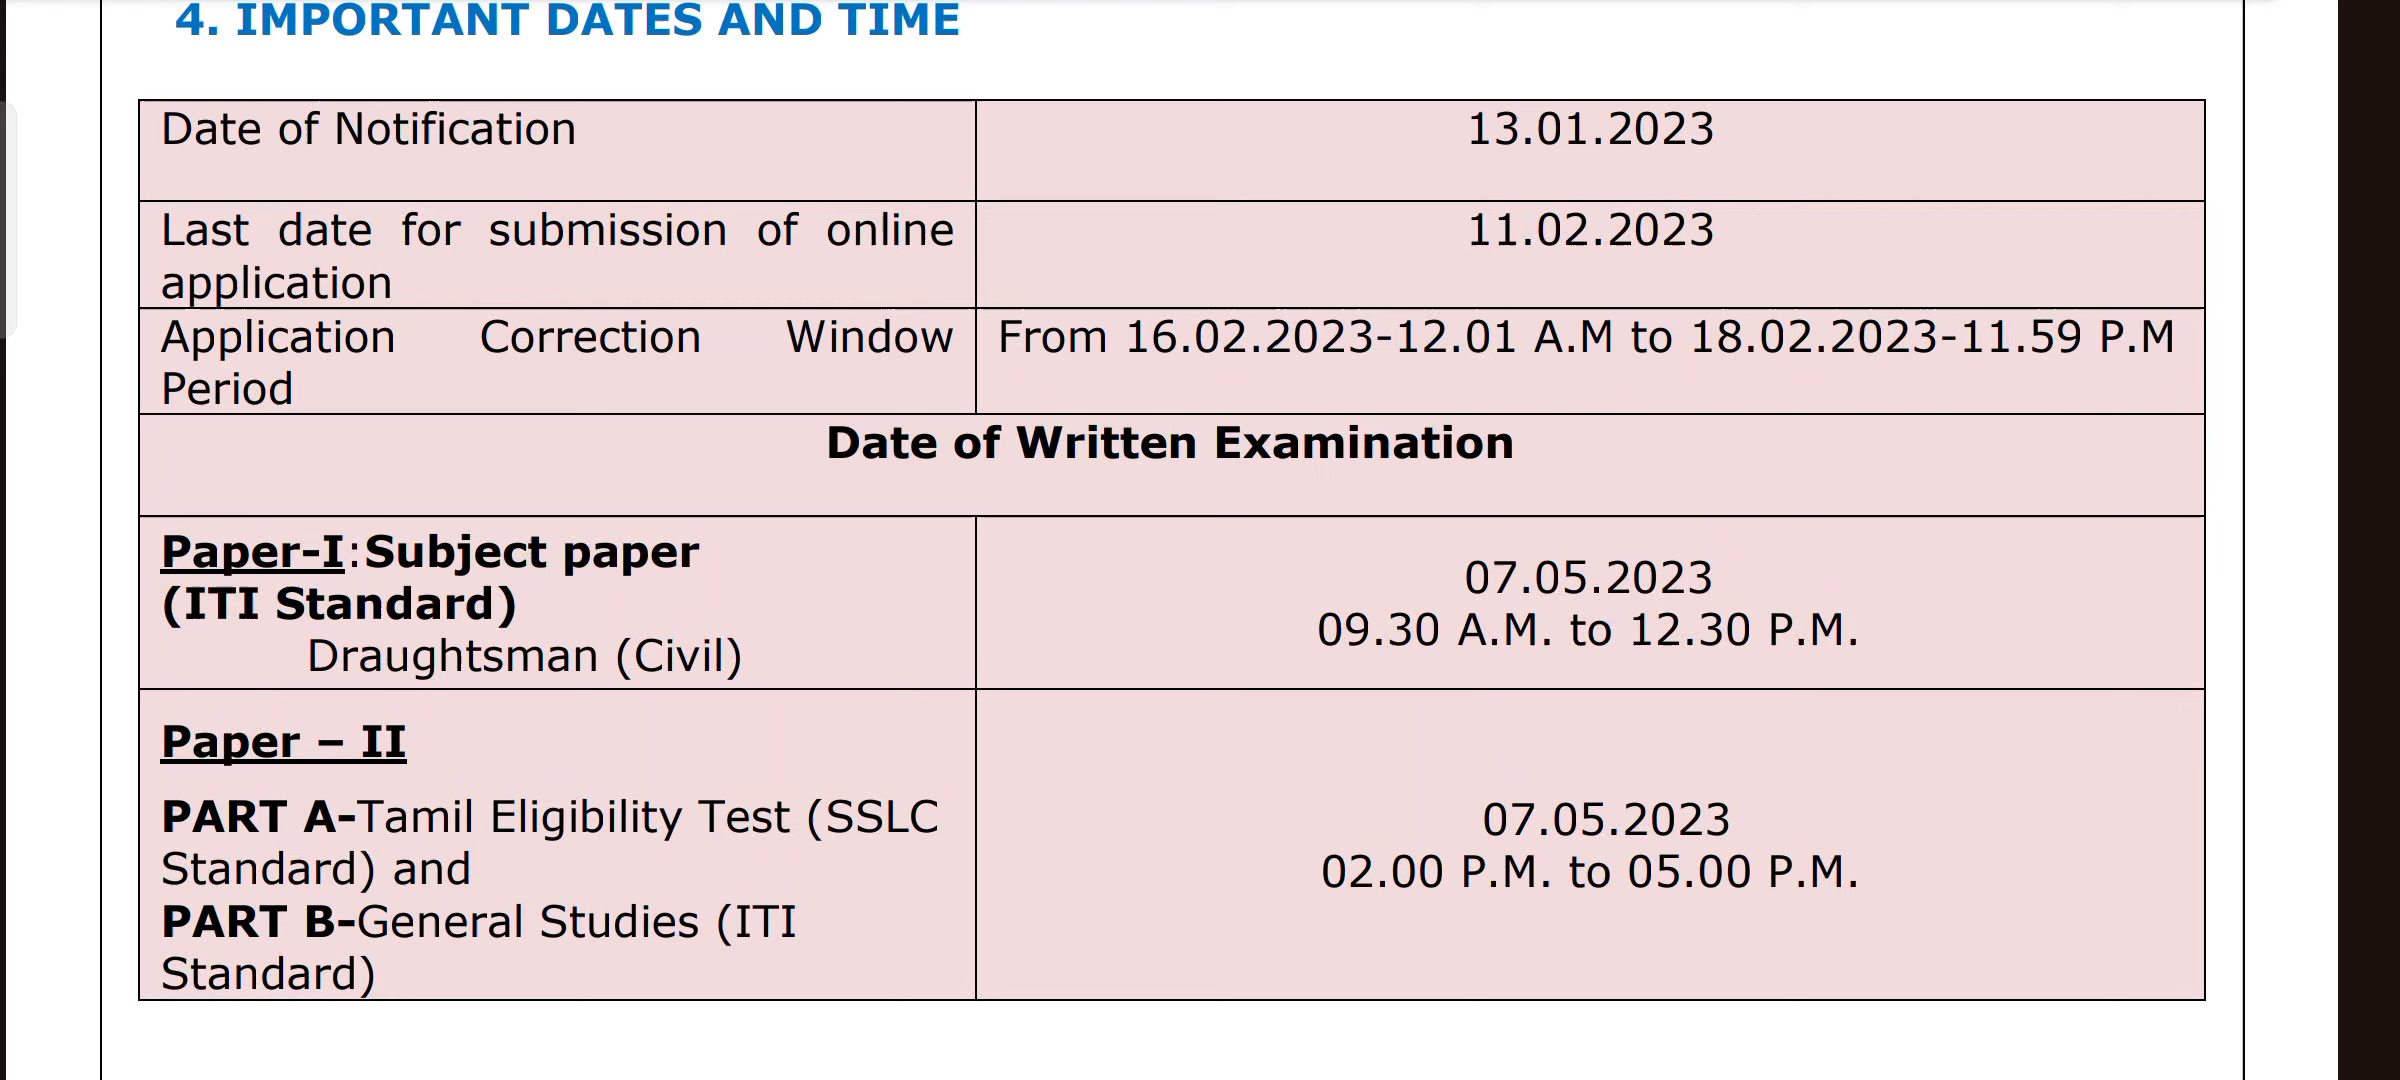 4. IMPORTANT DATES AND TIME
Date of Notification
13.01.2023
Last date for submission of online
application
11.02.2023
Application Correction Window
Period
From 16.02.2023-12.01 A.M to 18.02.2023-11.59 P.M
Date of Written Examination
Paper-I:Subject paper
(ITI Standard)
Draughtsman (Civil)
07.05.2023
09.30 A.M. to 12.30 P.M.
Paper – II
PART A-Tamil Eligibility Test (SSLC
Standard) and
PART B-General Studies (ITI
Standard)
07.05.2023
02.00 P.M. to 05.00 P.M.